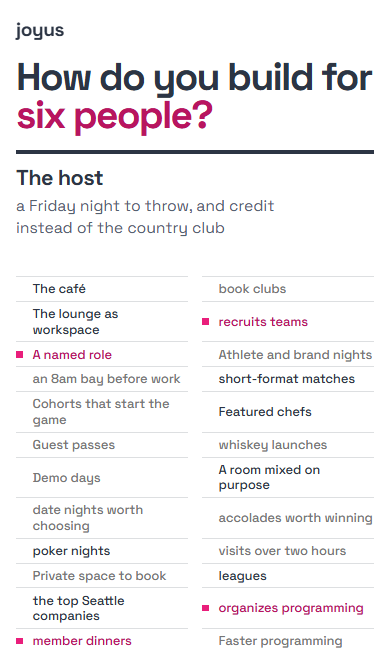 joyus
How do you build for
six people?
The host
a Friday night to throw, and credit
instead of the country club
The café
The lounge as
workspace
A named role
an 8am bay before work
Cohorts that start the
game
Guest passes
Demo days
date nights worth
choosing
poker nights
Private space to book
the top Seattle
companies
member dinners
book clubs
recruits teams
Athlete and brand nights
short-format matches
Featured chefs
whiskey launches
A room mixed on
purpose
accolades worth winning
visits over two hours
leagues
organizes programming
Faster programming